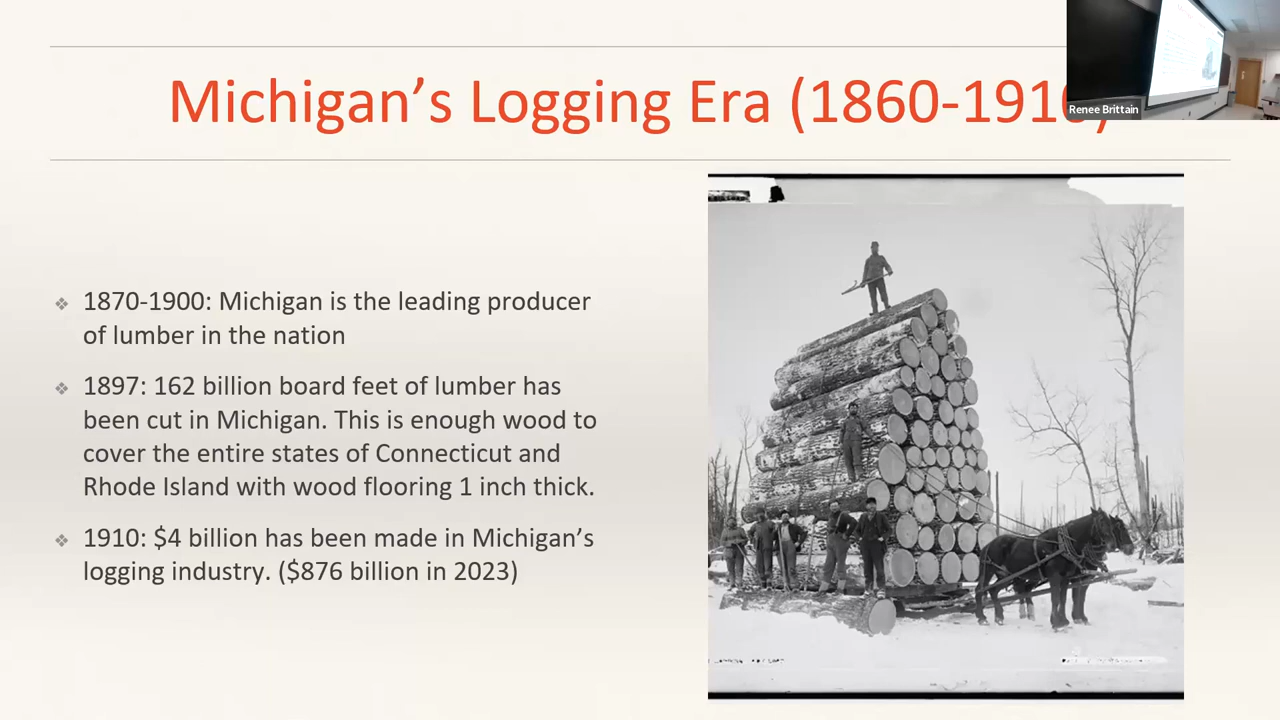 Michigan's Logging Era (1860-1910)
Renee Brittain
❖ 1870-1900: Michigan is the leading producer
of lumber in the nation
❖ 1897: 162 billion board feet of lumber has
been cut in Michigan. This is enough wood to
cover the entire states of Connecticut and
Rhode Island with wood flooring 1 inch thick.
❖ 1910: $4 billion has been made in Michigan's
logging industry. ($876 billion in 2023)